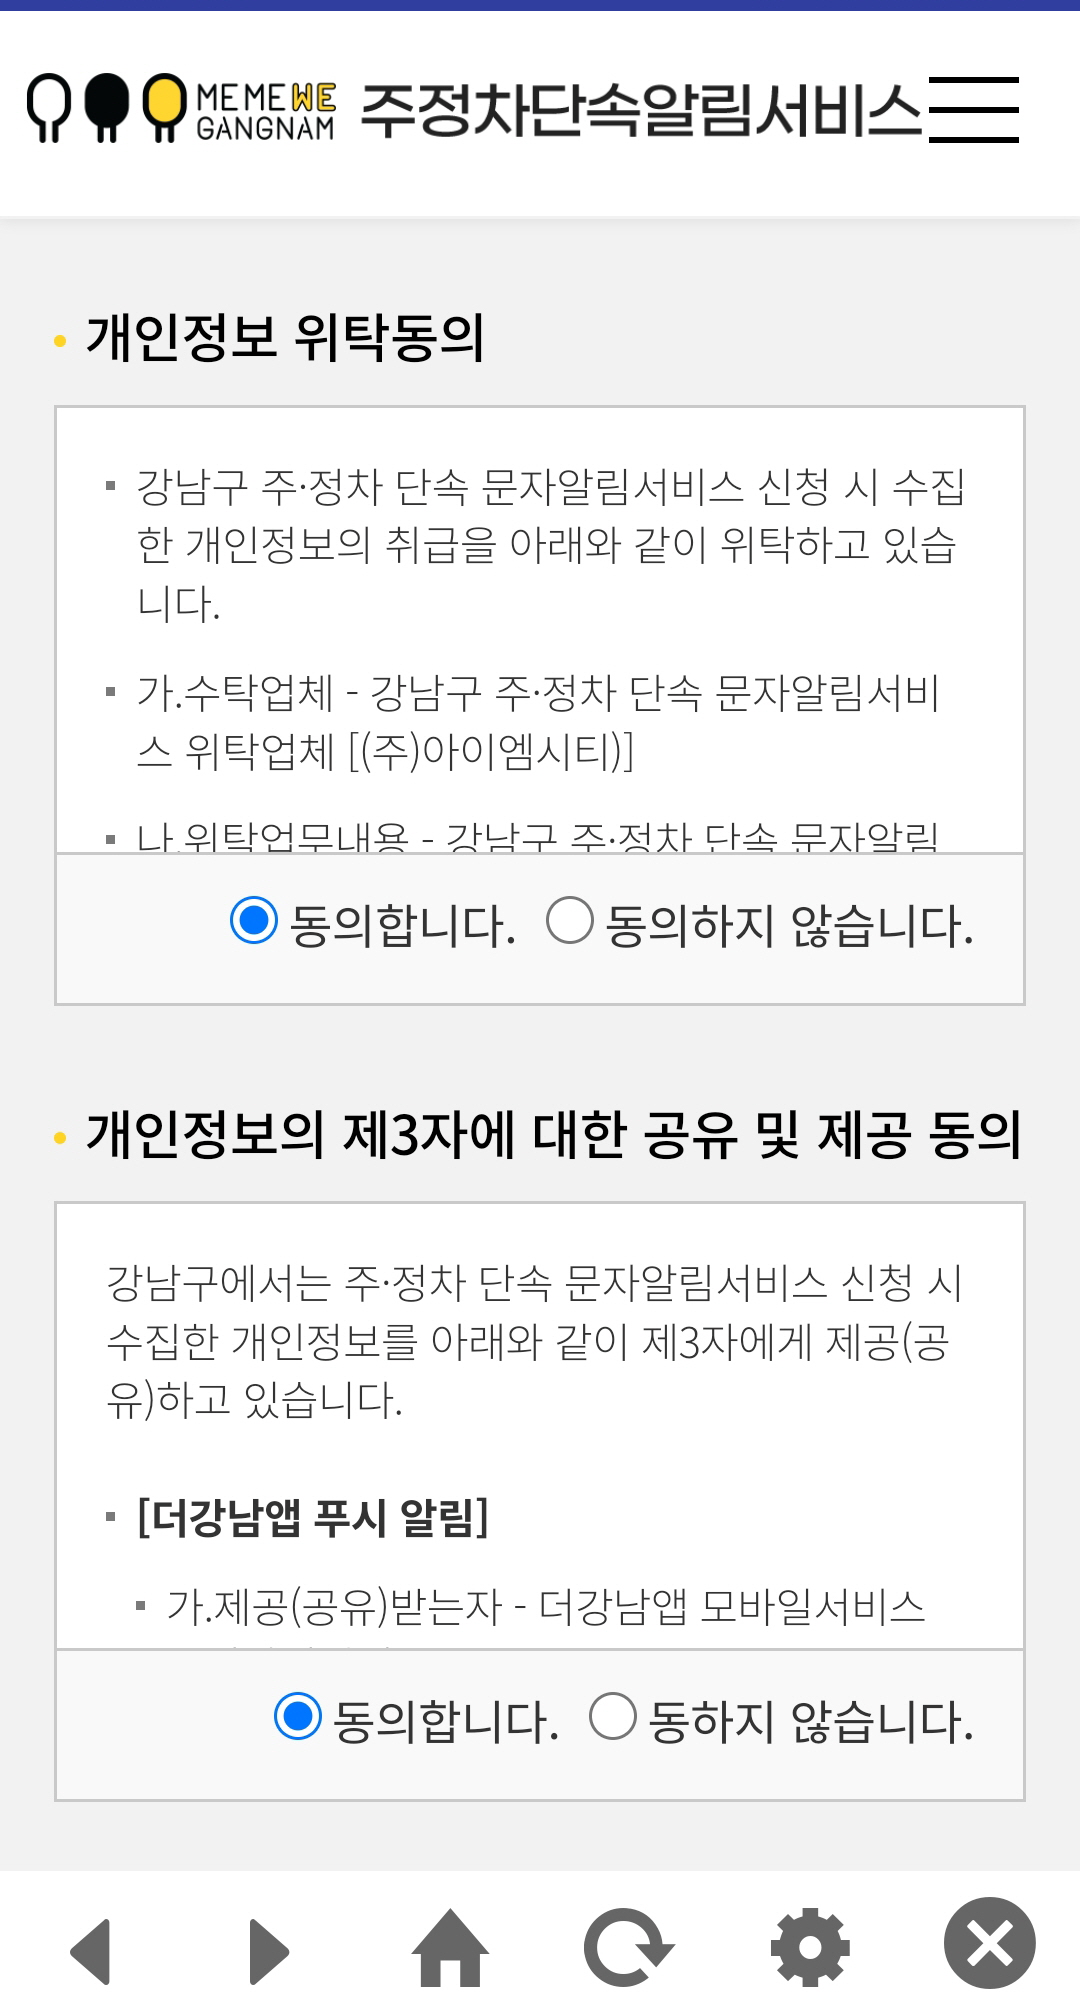 MEME WE
GANGNAM
주정차단속알림서비스
개인정보 위탁동의
강남구 주·정차 단속 문자알림서비스 신청 시 수집
한 개인정보의 취급을 아래와 같이 위탁하고 있습
니다.
가.수탁업체 - 강남구 주·정차 단속 문자알림서비
스 위탁업체 [(주)아이엠시티)]
나.위탁업무내용 - 강남구 주·정차 단속 문자알림
동의합니다. 동의하지 않습니다.
개인정보의 제3자에 대한 공유 및 제공 동의
강남구에서는 주·정차 단속 문자알림서비스 신청 시
수집한 개인정보를 아래와 같이 제3자에게 제공(공
유)하고 있습니다.
[더강남앱 푸시 알림]
가.제공(공유)받는자 - 더강남앱 모바일서비스
동의합니다. 동하지 않습니다.